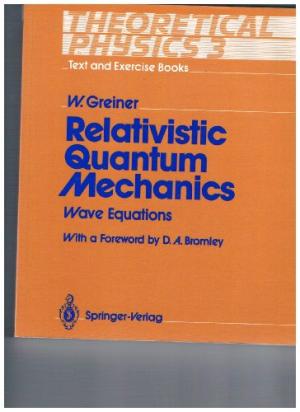 THEORETICAL
PHYSICS 3
Text and Exercise Books
W. Greiner
Relativistic
Quantum
Mechanics
Wave Equations
With a Foreword by D. A. Bromley
Springer-Verlag